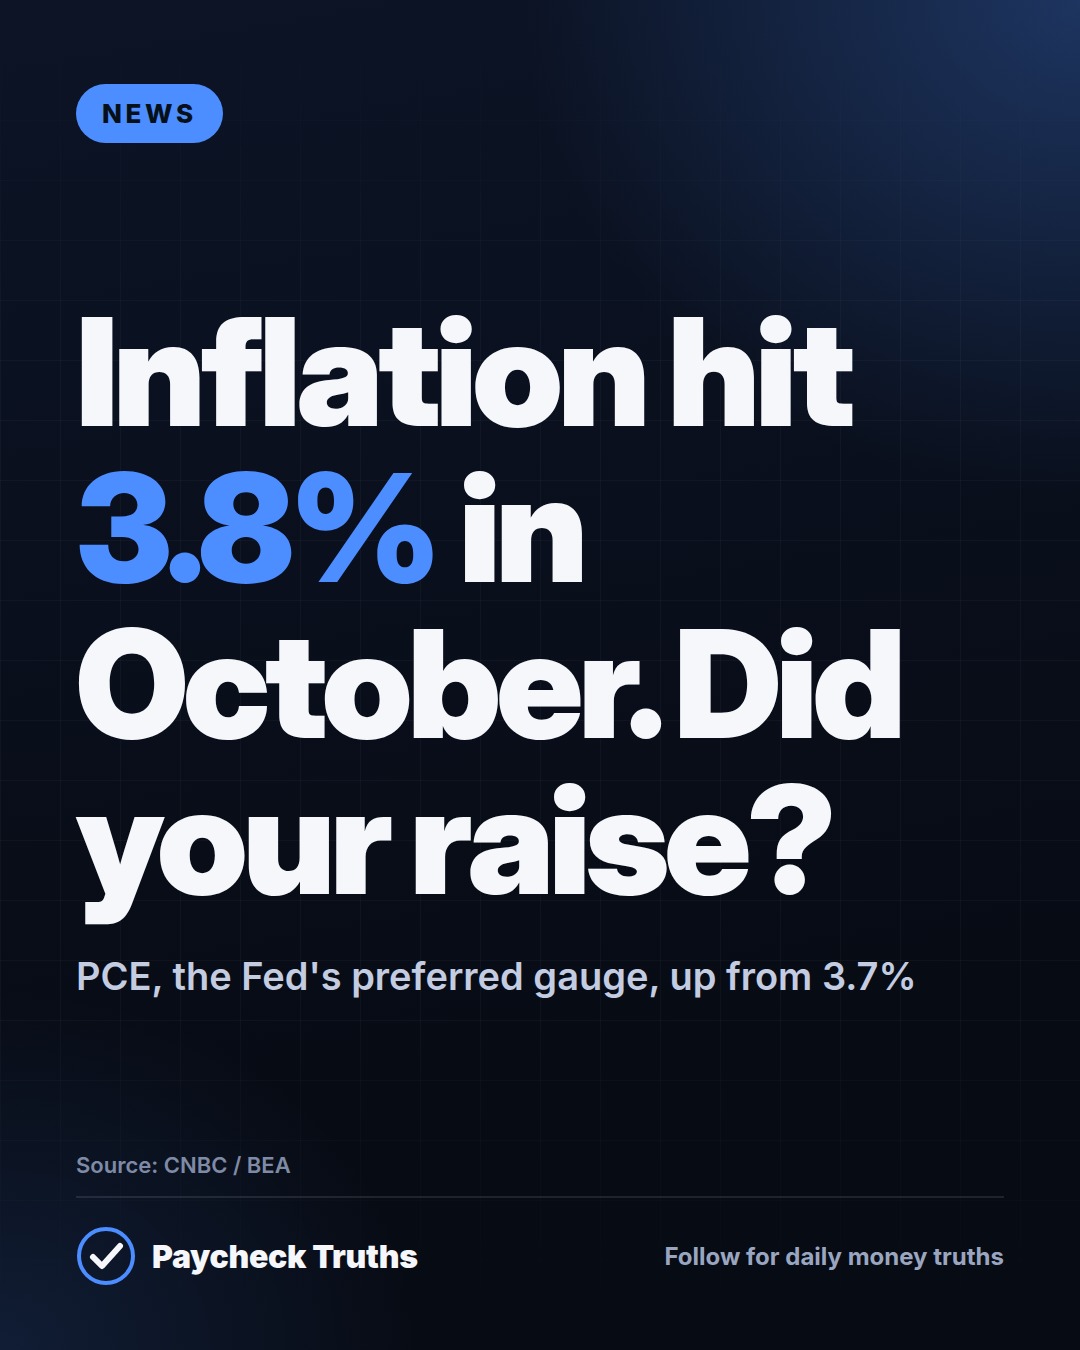 NEWS
Inflation hit
3.8% in
October. Did
your raise?
PCE, the Fed's preferred gauge, up from 3.7%
Source: CNBC / BEA
Paycheck Truths
Follow for daily money truths